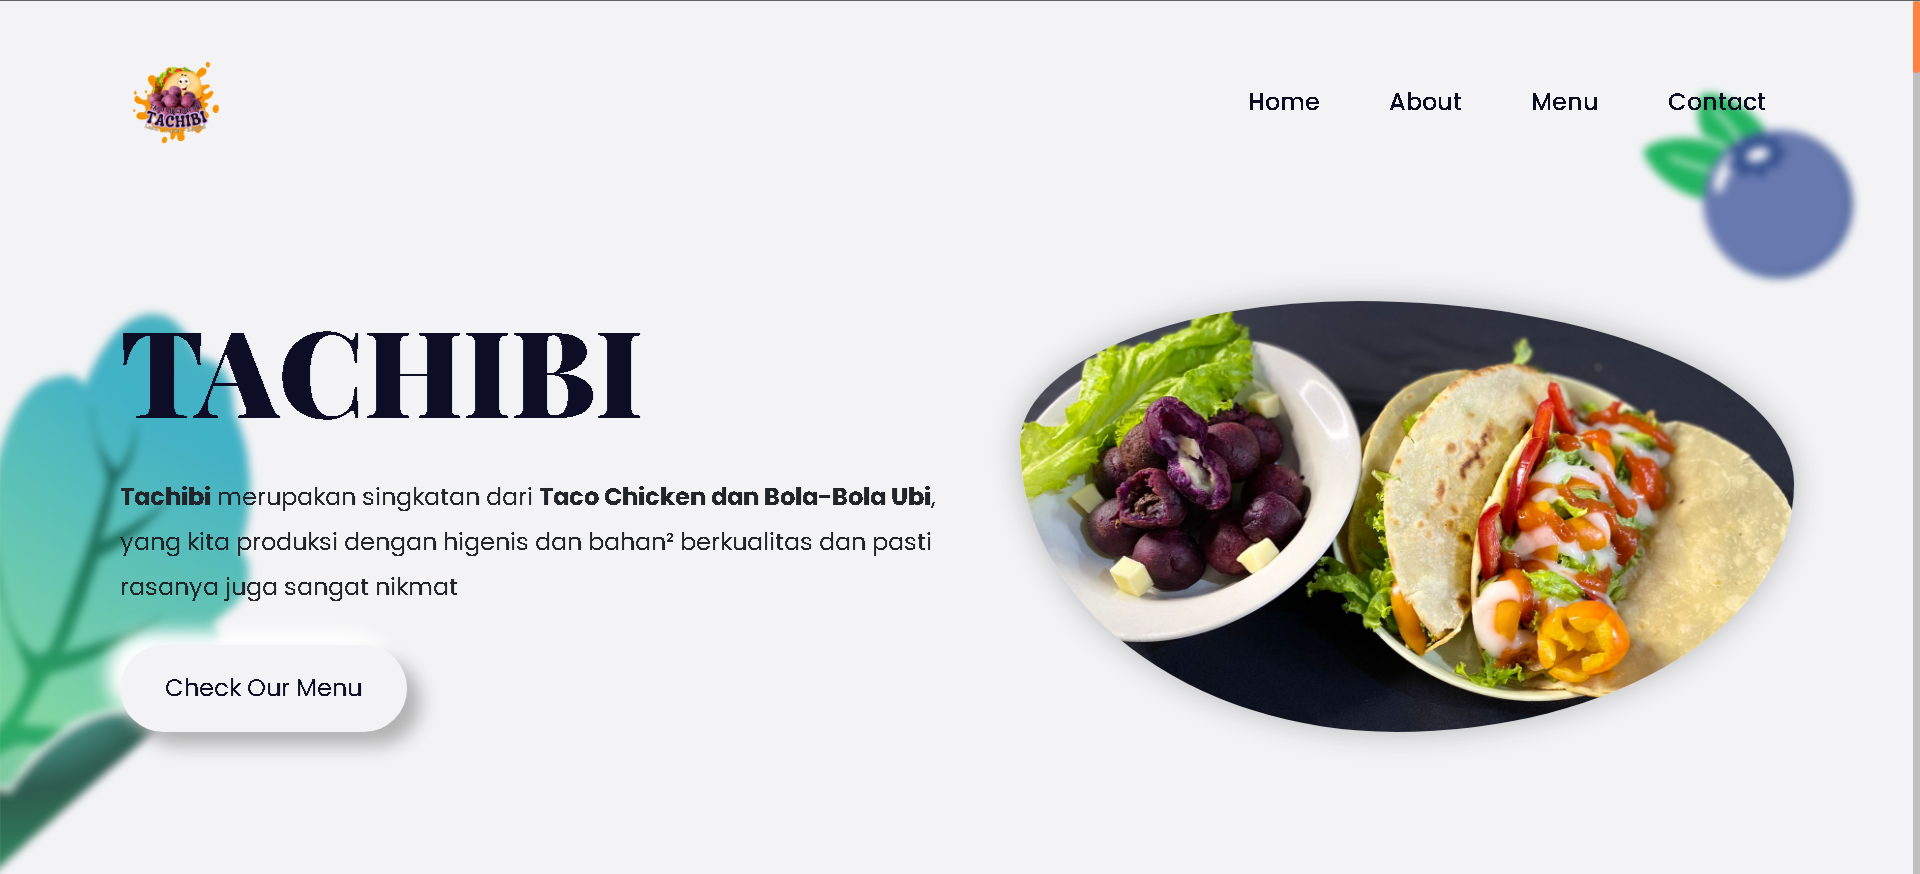 TACHIBI
Home About Menu Contact
TACHIBI
Tachibi merupakan singkatan dari Taco Chicken dan Bola-Bola Ubi,
yang kita produksi dengan higenis dan bahan² berkualitas dan pasti
rasanya juga sangat nikmat
Check Our Menu